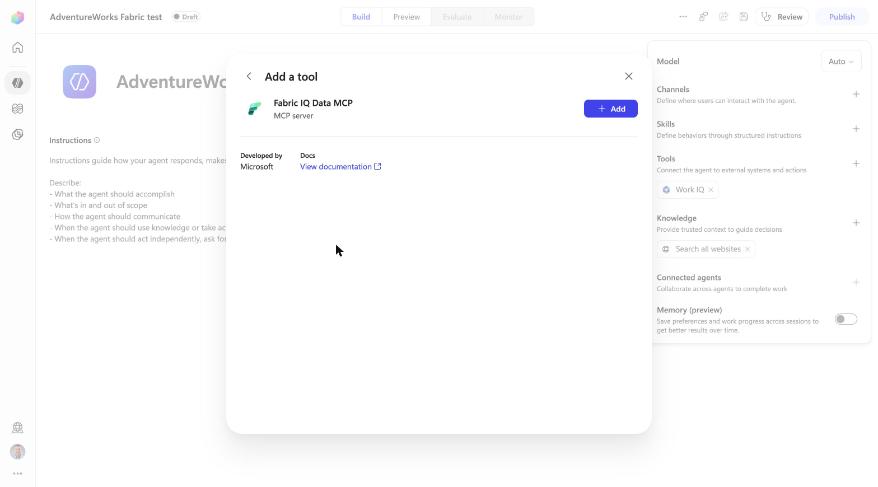 AdventureWorks Fabric test
Draft
Build
Preview
Evaluate
Monitor
Review
Publish
AdventureWo
Instructions
Instructions guide how your agent responds, makes
Describe:
- What the agent should accomplish
- What's in and out of scope
- How the agent should communicate
- When the agent should use knowledge or take ac
- When the agent should act independently, ask for
Add a tool
Fabric IQ Data MCP
MCP server
Add
Developed by
Microsoft
Docs
View documentation
Model
Auto
Channels
Define where users can interact with the agent.
Skills
Define behaviors through structured instructions
Tools
Connect the agent to external systems and actions
Work IQ
Knowledge
Provide trusted context to guide decisions
Search all websites
Connected agents
Collaborate across agents to complete work
Memory (preview)
Save preferences and work progress across sessions to
get better results over time.